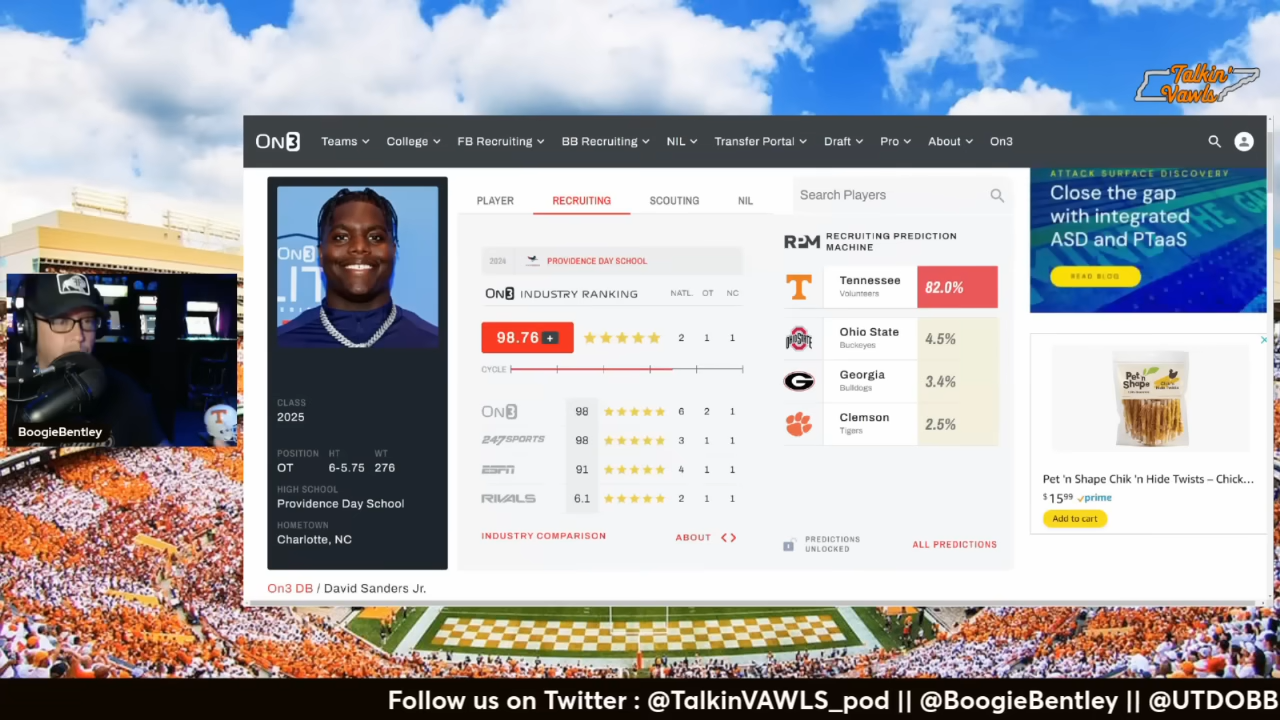 Talkin'
Vawls
On3
Teams
College
FB Recruiting
BB Recruiting
NIL
Transfer Portal
Draft
Pro
About
On3
ON3
CLASS
2025
POSITION HT WT
OT 6-5.75 276
HIGH SCHOOL
Providence Day School
HOMETOWN
Charlotte, NC
On3 DB / David Sanders Jr.
PLAYER RECRUITING SCOUTING NIL
2024 PROVIDENCE DAY SCHOOL
On3 INDUSTRY RANKING NATL. OT NC
98.76 + 2 1 1
CYCLE
On3 98 6 2 1
247SPORTS 98 3 1 1
ESPN 91 4 1 1
RIVALS 6.1 2 1 1
INDUSTRY COMPARISON
ABOUT
Search Players
RPM RECRUITING PREDICTION
MACHINE
Tennessee
Volunteers
82.0%
OHIO STATE
Ohio State
Buckeyes
4.5%
Georgia
Bulldogs
3.4%
Clemson
Tigers
2.5%
PREDICTIONS
UNLOCKED
ALL PREDICTIONS
ATTACK SURFACE DISCOVERY
Close the gap
with integrated
ASD and PTaaS
READ BLOG
Pet 'n
Shape
Pet 'n Shape Chik 'n Hide Twists – Chick...
$15⁹⁹ prime
Add to cart
BoogieBentley
Follow us on Twitter : @TalkinVAWLS_pod || @BoogieBentley || @UTDOBB